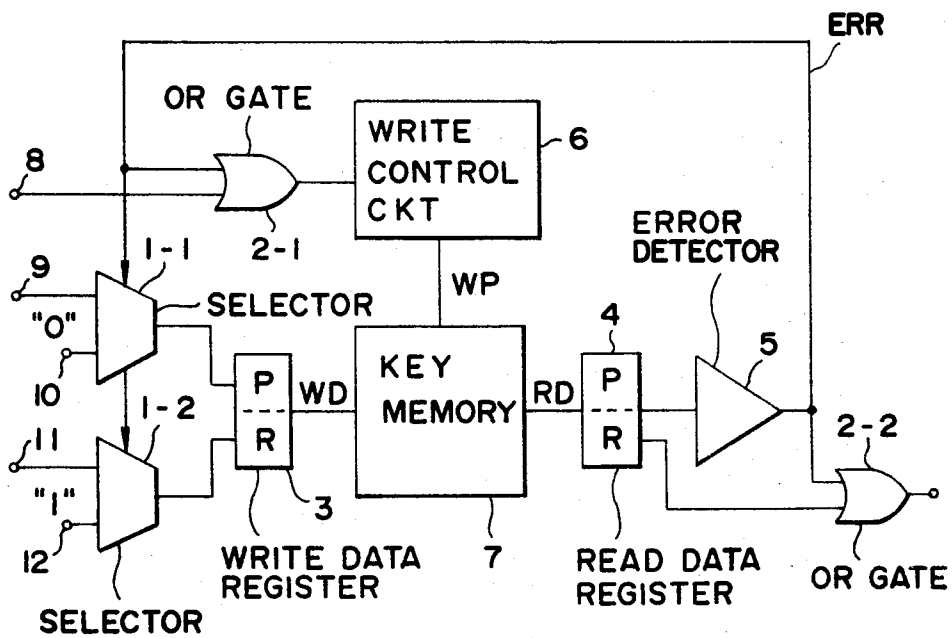 ERR
OR GATE
8
2-1
WRITE
CONTROL
CKT
6
ERROR
DETECTOR
9
1-1
SELECTOR
"0"
10
WP
4
5
P
R
WD
KEY
MEMORY
RD
P
R
1-2
11
"1"
12
3
WRITE DATA
REGISTER
7
READ DATA
REGISTER
2-2
OR GATE
SELECTOR